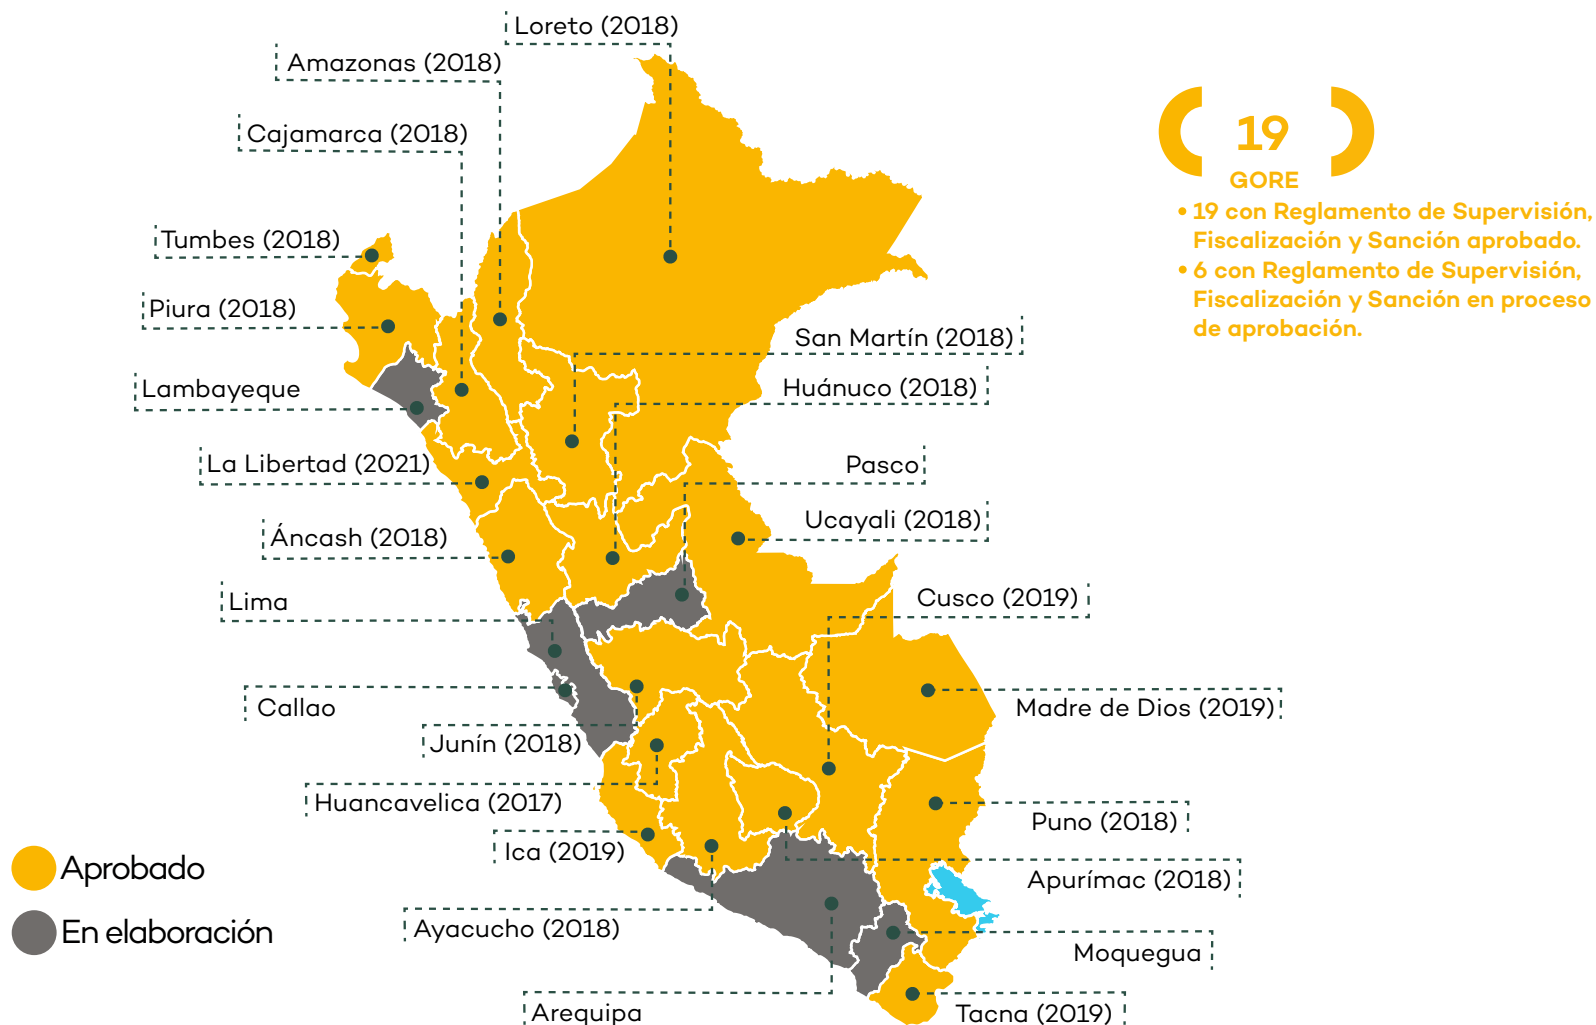 Loreto (2018)
Amazonas (2018)
Cajamarca (2018)
Tumbes (2018)
Piura (2018)
Lambayeque
La Libertad (2021)
Áncash (2018)
Lima
Callao
Junín (2018)
Huancavelica (2017)
Ica (2019)
Ayacucho (2018)
Arequipa
San Martín (2018)
Huánuco (2018)
Pasco
Ucayali (2018)
Cusco (2019)
Madre de Dios (2019)
Puno (2018)
Apurímac (2018)
Moquegua
Tacna (2019)
19
GORE
• 19 con Reglamento de Supervisión,
Fiscalización y Sanción aprobado.
• 6 con Reglamento de Supervisión,
Fiscalización y Sanción en proceso
de aprobación.
Aprobado
En elaboración